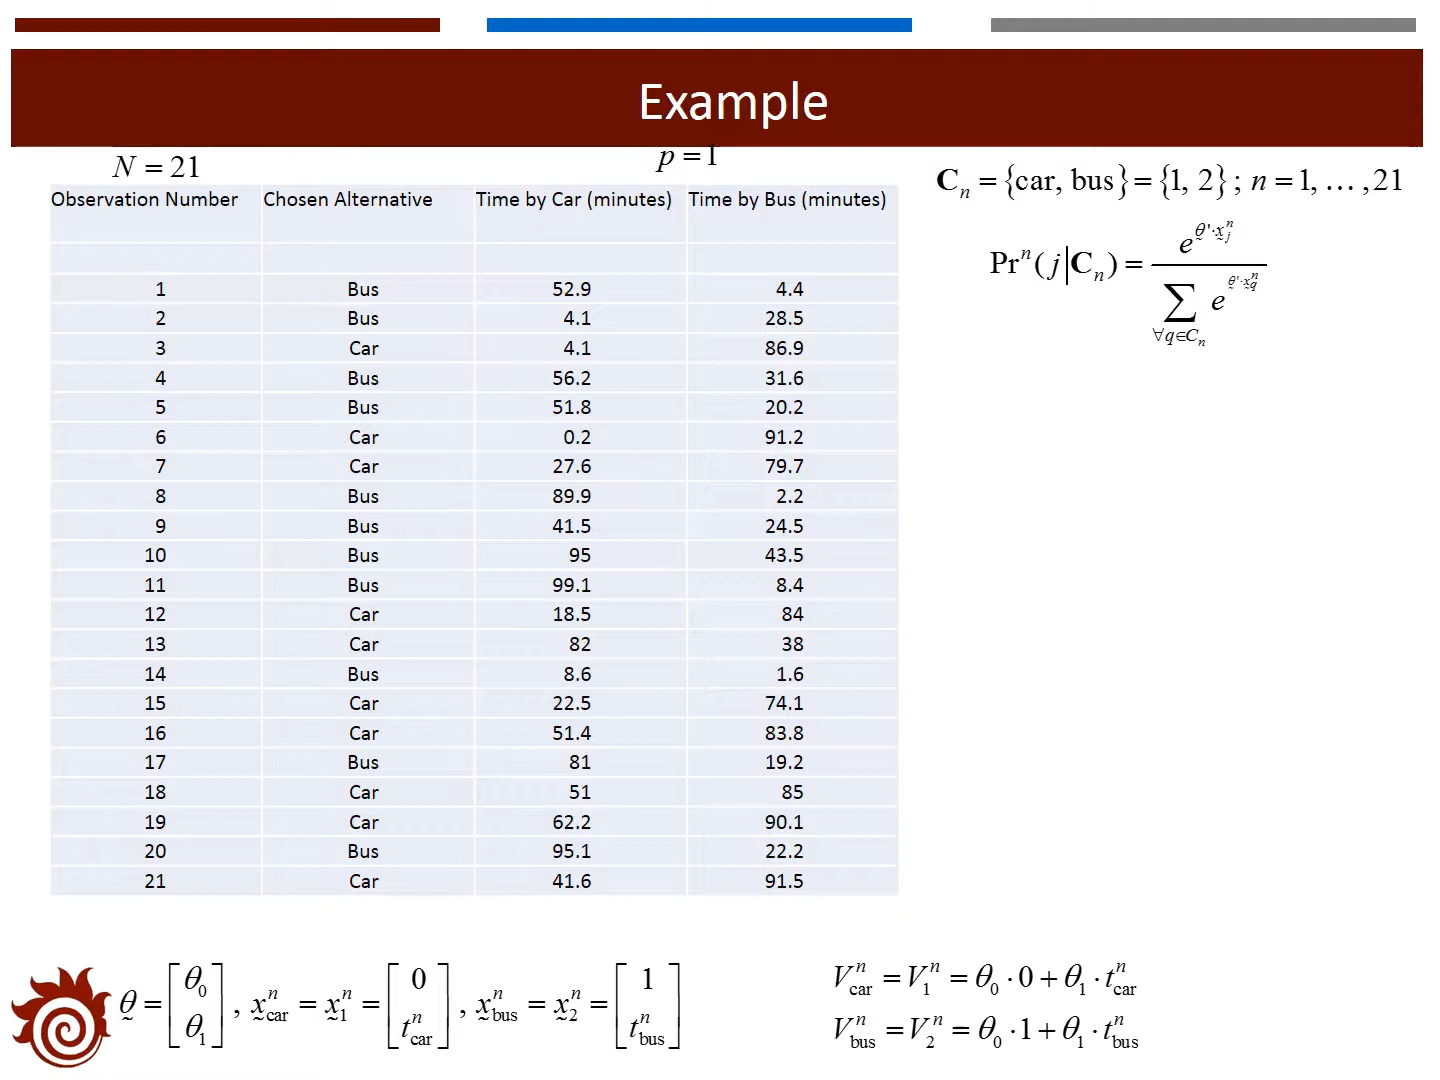 Example
N = 21
p = 1
C_n = {car, bus} = {1, 2} ; n = 1, … , 21
Pr^n ( j | C_n ) = e^{θ'·x_j^n} / ∑_{∀q∈C_n} e^{θ'·x_q^n}
Observation Number Chosen Alternative Time by Car (minutes) Time by Bus (minutes)
1 Bus 52.9 4.4
2 Bus 4.1 28.5
3 Car 4.1 86.9
4 Bus 56.2 31.6
5 Bus 51.8 20.2
6 Car 0.2 91.2
7 Car 27.6 79.7
8 Bus 89.9 2.2
9 Bus 41.5 24.5
10 Bus 95 43.5
11 Bus 99.1 8.4
12 Car 18.5 84
13 Car 82 38
14 Bus 8.6 1.6
15 Car 22.5 74.1
16 Car 51.4 83.8
17 Bus 81 19.2
18 Car 51 85
19 Car 62.2 90.1
20 Bus 95.1 22.2
21 Car 41.6 91.5
θ = [θ_0 θ_1] , x_car^n = x_1^n = [0 t_car^n] , x_bus^n = x_2^n = [1 t_bus^n]
V_car^n = V_1^n = θ_0 · 0 + θ_1 · t_car^n
V_bus^n = V_2^n = θ_0 · 1 + θ_1 · t_bus^n